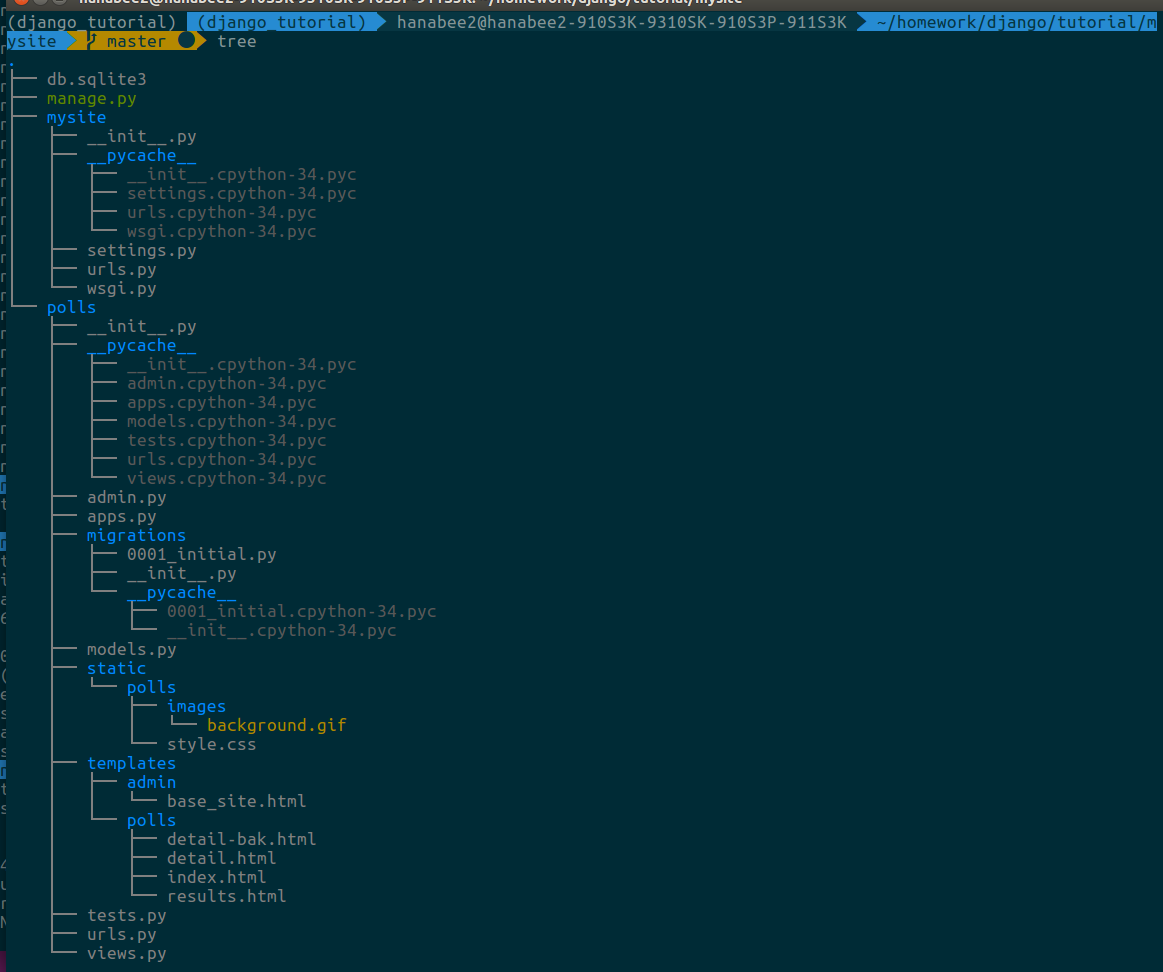 hanabee2@hanabee2-910S3K-9310SK-910S3P-911S3K: ~/homework/django/tutorial/mysite
(django_tutorial) (django_tutorial) hanabee2@hanabee2-910S3K-9310SK-910S3P-911S3K ~/homework/django/tutorial/m
ysite master tree
.
├── db.sqlite3
├── manage.py
├── mysite
│   ├── __init__.py
│   ├── __pycache__
│   │   ├── __init__.cpython-34.pyc
│   │   ├── settings.cpython-34.pyc
│   │   ├── urls.cpython-34.pyc
│   │   └── wsgi.cpython-34.pyc
│   ├── settings.py
│   ├── urls.py
│   └── wsgi.py
└── polls
    ├── __init__.py
    ├── __pycache__
    │   ├── __init__.cpython-34.pyc
    │   ├── admin.cpython-34.pyc
    │   ├── apps.cpython-34.pyc
    │   ├── models.cpython-34.pyc
    │   ├── tests.cpython-34.pyc
    │   ├── urls.cpython-34.pyc
    │   └── views.cpython-34.pyc
    ├── admin.py
    ├── apps.py
    ├── migrations
    │   ├── 0001_initial.py
    │   ├── __init__.py
    │   └── __pycache__
    │       ├── 0001_initial.cpython-34.pyc
    │       └── __init__.cpython-34.pyc
    ├── models.py
    ├── static
    │   └── polls
    │       ├── images
    │       │   └── background.gif
    │       └── style.css
    ├── templates
    │   ├── admin
    │   │   └── base_site.html
    │   └── polls
    │       ├── detail-bak.html
    │       ├── detail.html
    │       ├── index.html
    │       └── results.html
    ├── tests.py
    ├── urls.py
    └── views.py